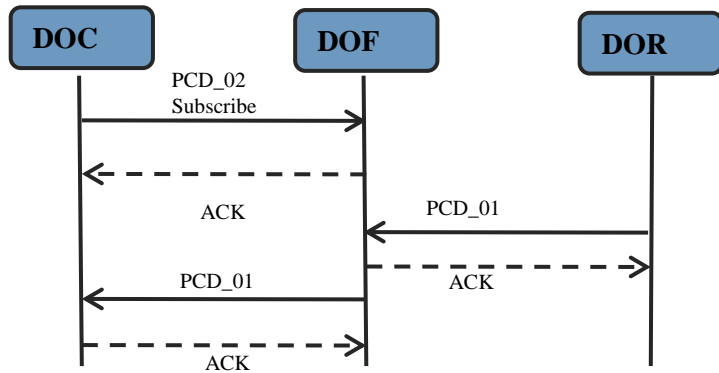 DOC
DOF
DOR
PCD_02
Subscribe
ACK
PCD_01
ACK
PCD_01
ACK